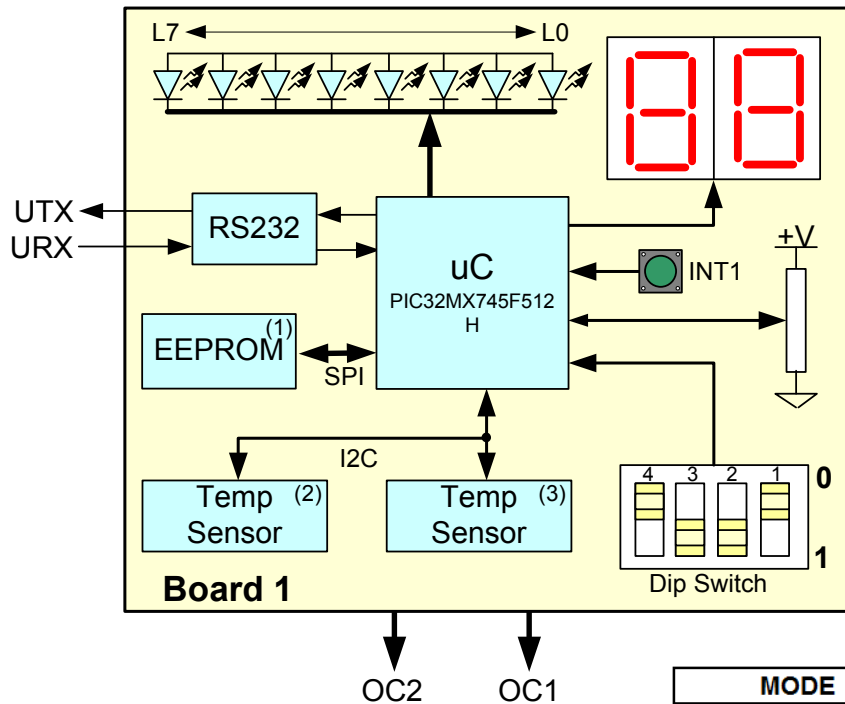 L7 L0
UTX
URX
RS232
uC
PIC32MX745F512
H
INT1
+V
EEPROM (1)
SPI
I2C
Temp (2)
Sensor
Temp (3)
Sensor
4 3 2 1
0
1
Dip Switch
Board 1
OC2 OC1
MODE